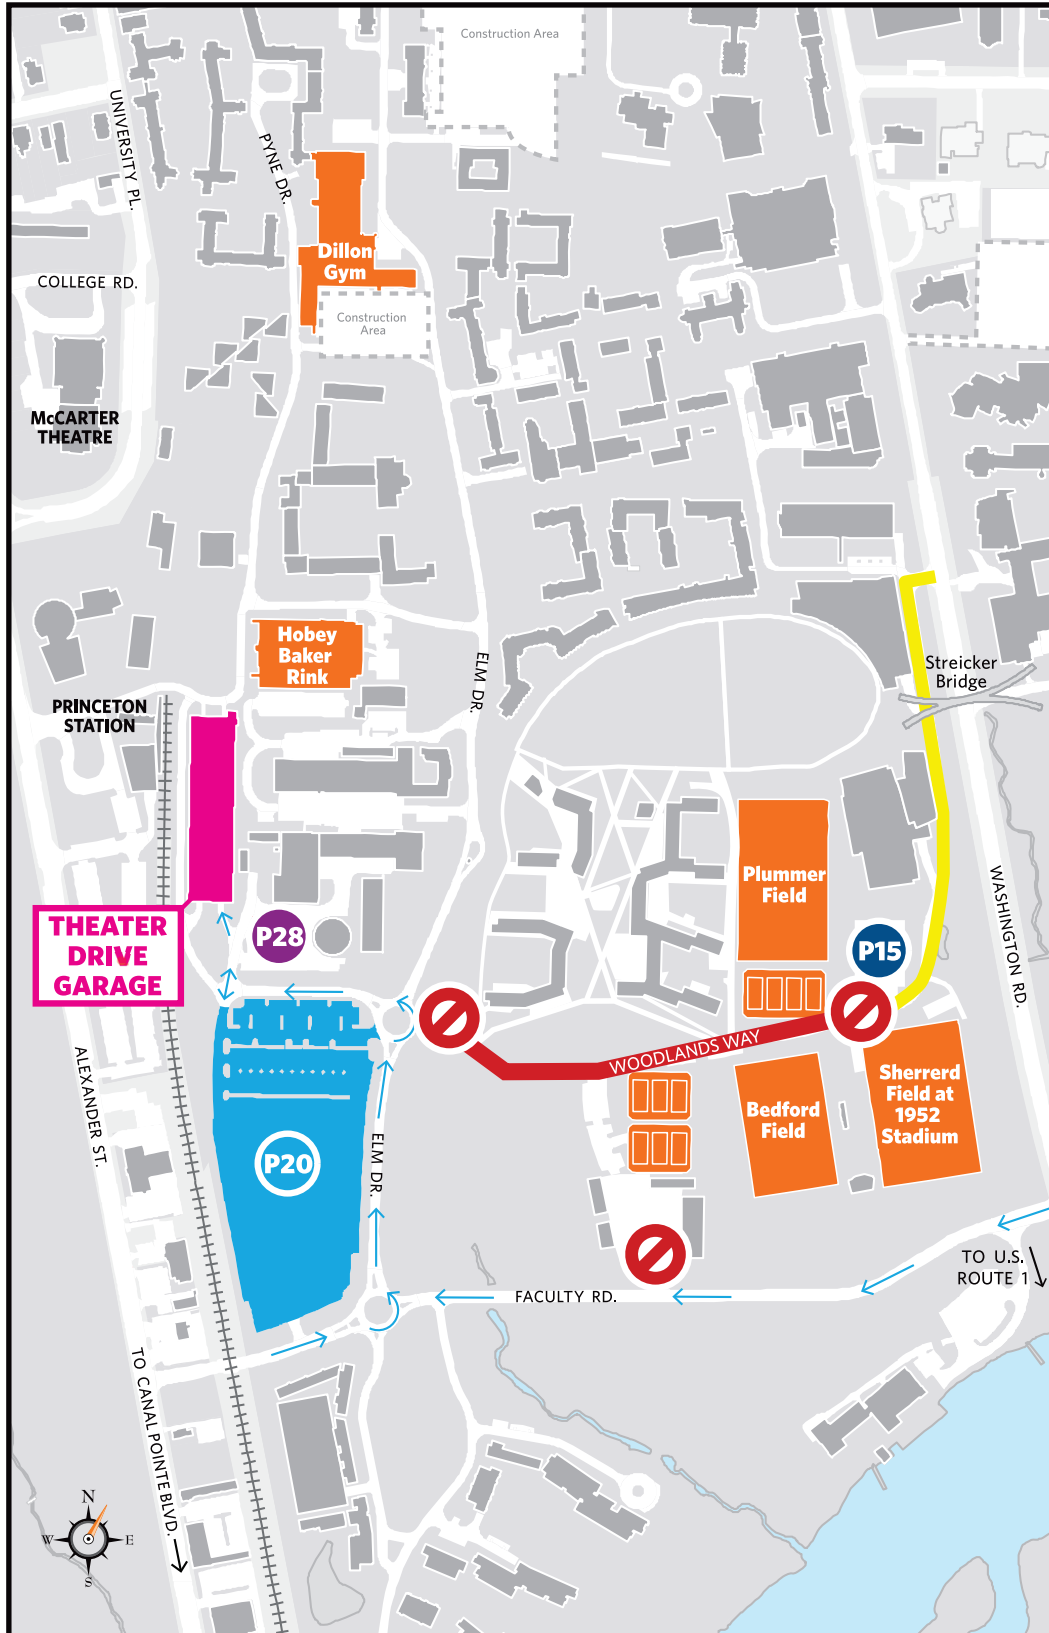 Construction Area
UNIVERSITY PL.
PYNE DR.
Dillon
Gym
COLLEGE RD.
Construction
Area
McCARTER
THEATRE
Hobey
Baker
Rink
ELM DR.
Streicker
Bridge
PRINCETON
STATION
Plummer
Field
WASHINGTON RD.
THEATER
DRIVE
GARAGE
P28
P15
WOODLANDS WAY
ALEXANDER ST.
Sherrerd
Field at
1952
Stadium
Bedford
Field
P20
ELM DR.
TO U.S.
ROUTE 1
FACULTY RD.
TO CANAL POINTE BLVD.
N
W
E
S